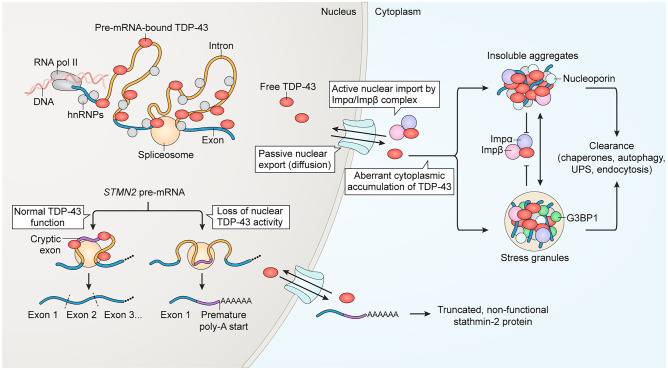 Nucleus
Cytoplasm
Pre-mRNA-bound TDP-43
RNA pol II
Intron
DNA
hnRNPs
Spliceosome
Exon
Free TDP-43
Active nuclear import by
Impα/Impβ complex
Passive nuclear
export (diffusion)
Aberrant cytoplasmic
accumulation of TDP-43
Insoluble aggregates
Nucleoporin
Impα
Impβ
Clearance
(chaperones, autophagy,
UPS, endocytosis)
G3BP1
Stress granules
STMN2 pre-mRNA
Normal TDP-43
function
Loss of nuclear
TDP-43 activity
Cryptic
exon
Exon 1
Exon 2
Exon 3...
Exon 1
AAAAAA
Premature
poly-A start
AAAAAA
Truncated, non-functional
stathmin-2 protein